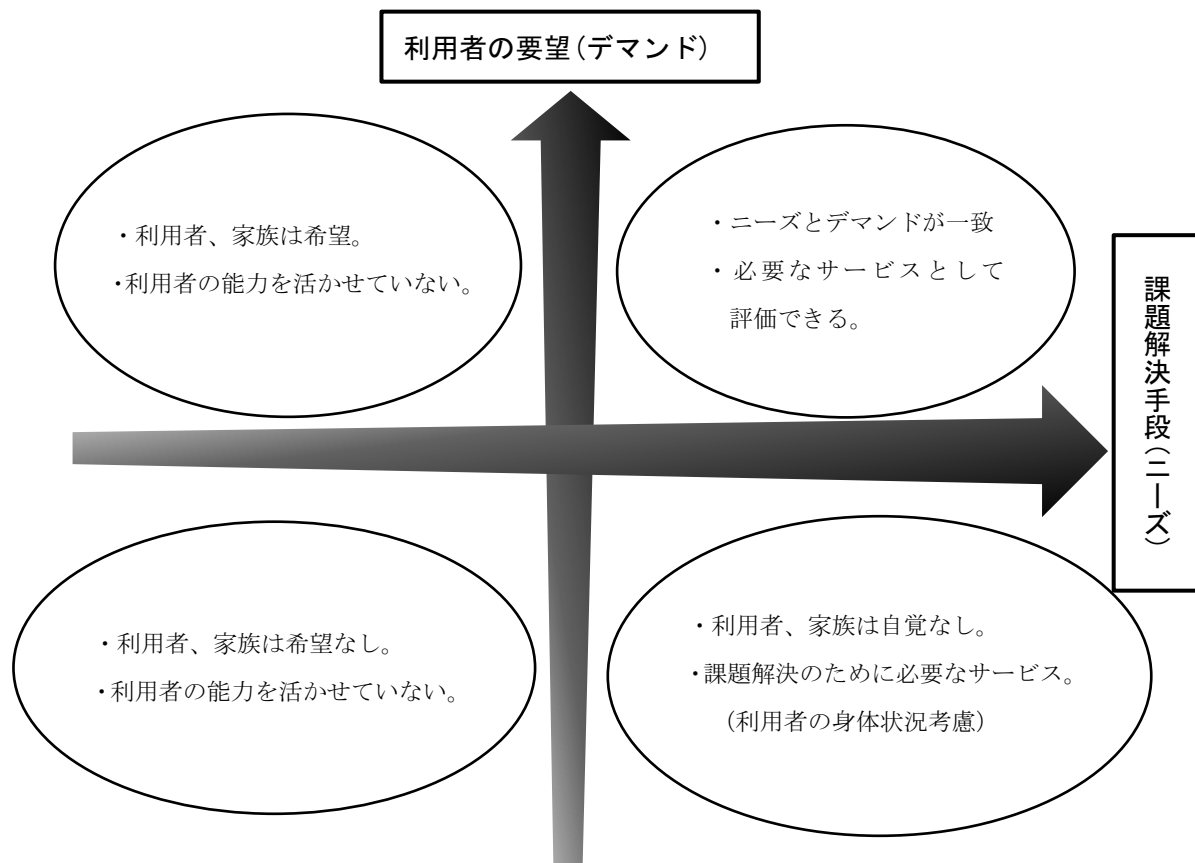 利用者の要望(デマンド)
・利用者、家族は希望。
・利用者の能力を活かせていない。
・ニーズとデマンドが一致
・必要なサービスとして
評価できる。
課題解決手段(ニーズ)
・利用者、家族は希望なし。
・利用者の能力を活かせていない。
・利用者、家族は自覚なし。
・課題解決のために必要なサービス。
(利用者の身体状況考慮)